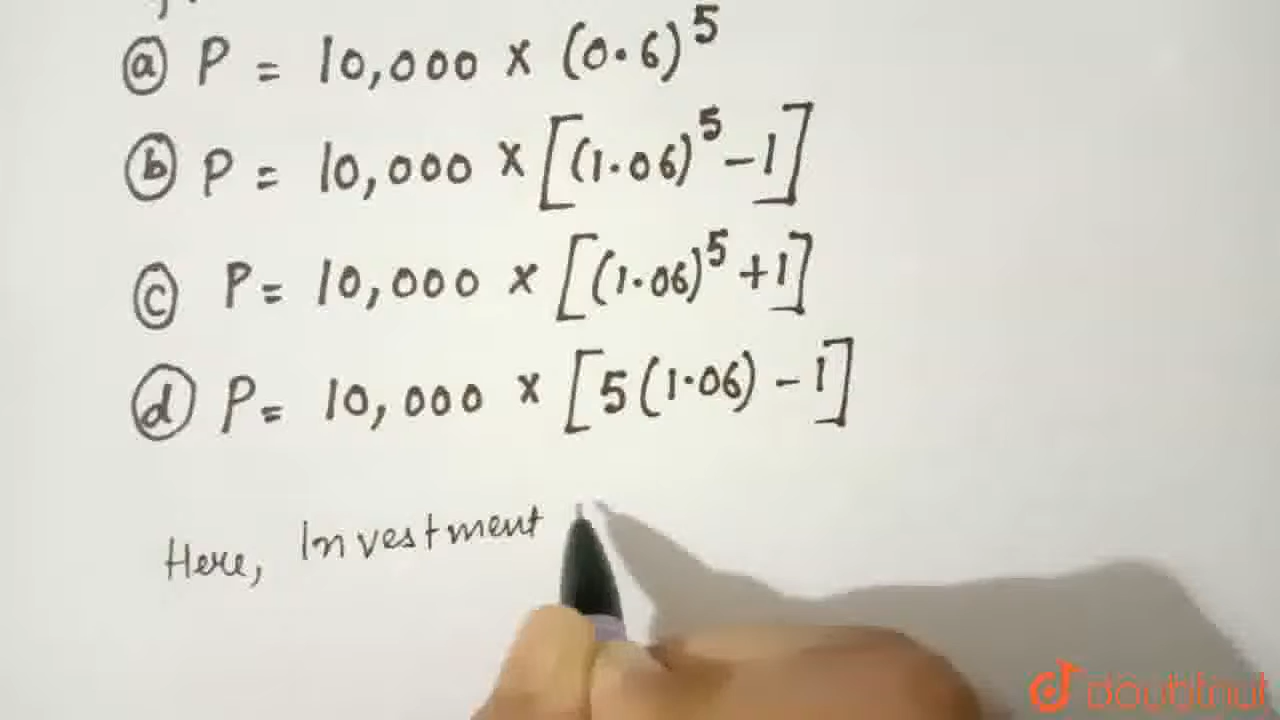 ⓐ P = 10,000 × (0.6)⁵
ⓑ P = 10,000 × [(1.06)⁵ - 1]
ⓒ P = 10,000 × [(1.06)⁵ + 1]
ⓓ P = 10,000 × [5(1.06) - 1]
Here, Investment
doubtnut